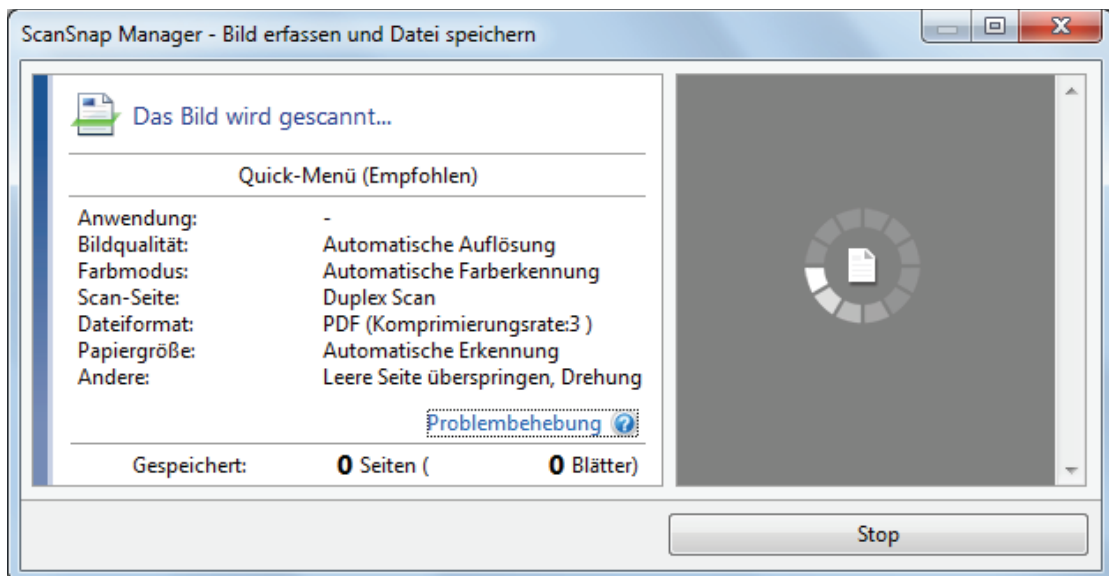 ScanSnap Manager - Bild erfassen und Datei speichern
Das Bild wird gescannt...
Quick-Menü (Empfohlen)
Anwendung: -
Bildqualität: Automatische Auflösung
Farbmodus: Automatische Farberkennung
Scan-Seite: Duplex Scan
Dateiformat: PDF (Komprimierungsrate:3 )
Papiergröße: Automatische Erkennung
Andere: Leere Seite überspringen, Drehung
Problembehebung ?
Gespeichert: 0 Seiten ( 0 Blätter)
Stop